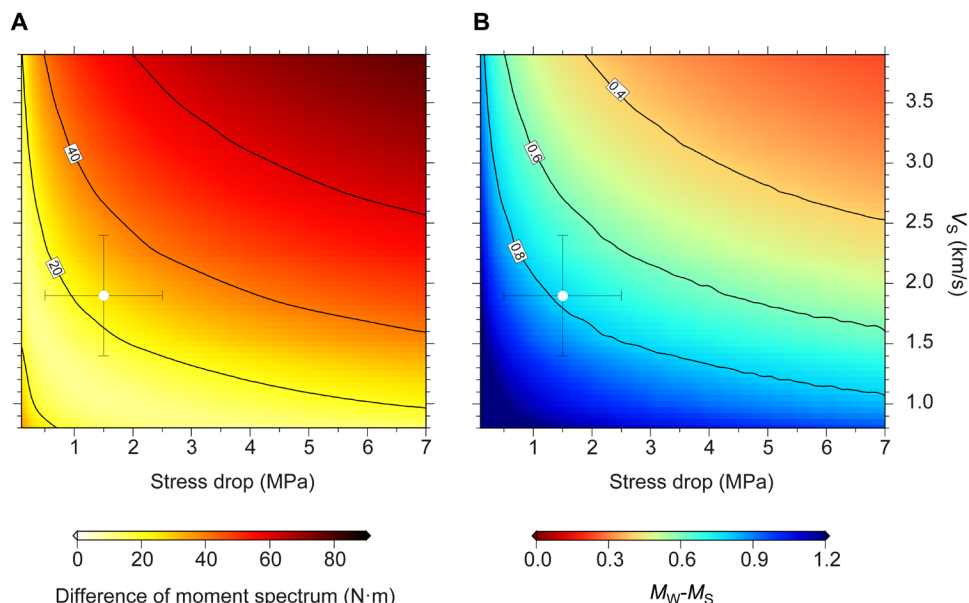 A
B
40
20
0.4
0.6
0.8
3.5
3.0
2.5
2.0
1.5
1.0
V_S (km/s)
1 2 3 4 5 6 7
1 2 3 4 5 6 7
Stress drop (MPa)
Stress drop (MPa)
0 20 40 60 80
0.0 0.3 0.6 0.9 1.2
Difference of moment spectrum (N·m)
M_W-M_S